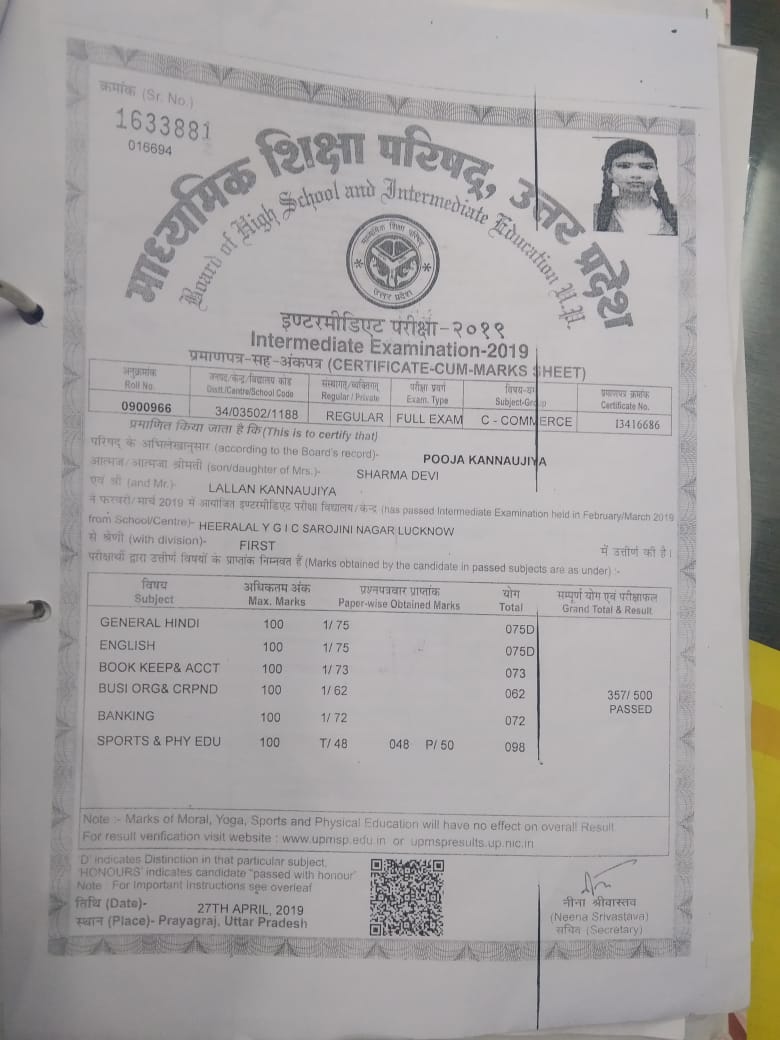 क्रमांक (Sr. No.)
1633881
016694
माध्यमिक शिक्षा परिषद्, उत्तर प्रदेश
Board of High School and Intermediate Education U.P.
माध्यमिक शिक्षा परिषद्
उत्तर प्रदेश
इण्टरमीडिएट परीक्षा-२०१९
Intermediate Examination-2019
प्रमाणपत्र-सह-अंकपत्र (CERTIFICATE-CUM-MARKS SHEET)
अनुक्रमांक जनपद/केन्द्र/विद्यालय कोड संस्थागत/व्यक्तिगत परीक्षा प्रकार विषय-वर्ग प्रमाणपत्र क्रमांक
Roll No. Distt./Centre/School Code Regular / Private Exam. Type Subject-Group Certificate No.
0900966 34/03502/1188 REGULAR FULL EXAM C - COMMERCE 13416686
प्रमाणित किया जाता है कि (This is to certify that)
परिषद के अभिलेखानुसार (according to the Board's record)- POOJA KANNAUJIYA
आत्मज/आत्मजा श्रीमती (son/daughter of Mrs.)- SHARMA DEVI
एवं श्री (and Mr.)- LALLAN KANNAUJIYA
ने फरवरी/मार्च 2019 में आयोजित इण्टरमीडिएट परीक्षा विद्यालय/केन्द्र (has passed Intermediate Examination held in February/March 2019
from School/Centre)- HEERALAL Y G I C SAROJINI NAGAR LUCKNOW
से श्रेणी (with division)- FIRST में उत्तीर्ण की है।
परीक्षार्थी द्वारा उत्तीर्ण विषयों के प्राप्तांक निम्नवत हैं (Marks obtained by the candidate in passed subjects are as under) :-
विषय अधिकतम अंक प्रश्नपत्रवार प्राप्तांक योग सम्पूर्ण योग एवं परीक्षाफल
Subject Max. Marks Paper-wise Obtained Marks Total Grand Total & Result
GENERAL HINDI 100 1/ 75 075D
ENGLISH 100 1/ 75 075D
BOOK KEEP& ACCT 100 1/ 73 073
BUSI ORG& CRPND 100 1/ 62 062 357/ 500
PASSED
BANKING 100 1/ 72 072
SPORTS & PHY EDU 100 T/ 48 048 P/ 50 098
Note :- Marks of Moral, Yoga, Sports and Physical Education will have no effect on overall Result
For result verification visit website : www.upmsp.edu.in or upmspresults.up.nic.in
'D' indicates Distinction in that particular subject.
'HONOURS' indicates candidate "passed with honour"
Note : For Important Instructions see overleaf
तिथि (Date)- 27TH APRIL, 2019
स्थान (Place)- Prayagraj, Uttar Pradesh
नीना श्रीवास्तव
(Neena Srivastava)
सचिव (Secretary)